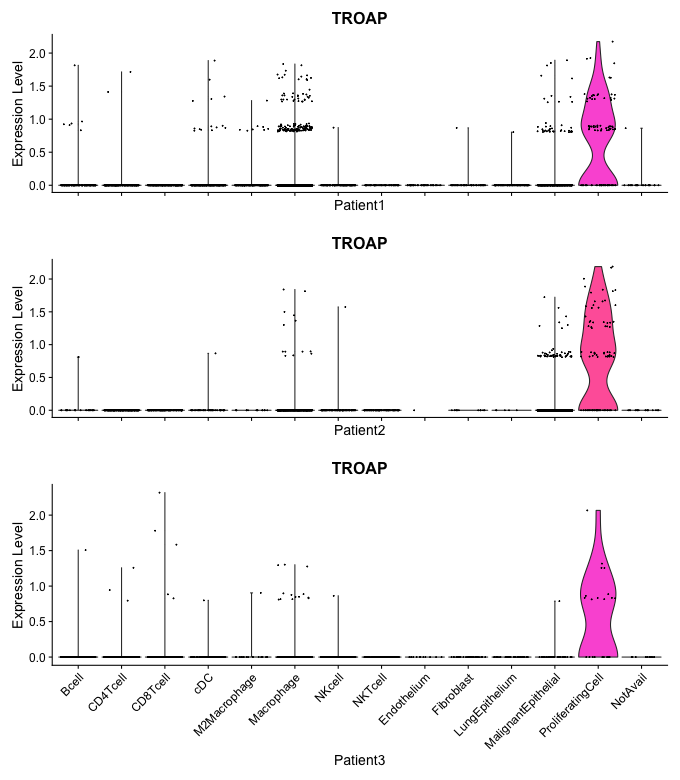 TROAP
Expression Level
2.0
1.5
1.0
0.5
0.0
Patient1
TROAP
Expression Level
2.0
1.5
1.0
0.5
0.0
Patient2
TROAP
Expression Level
2.0
1.5
1.0
0.5
0.0
Bcell
CD4Tcell
CD8Tcell
cDC
M2Macrophage
Macrophage
NKcell
NKTcell
Endothelium
Fibroblast
LungEpithelium
MalignantEpithelial
ProliferatingCell
NotAvail
Patient3